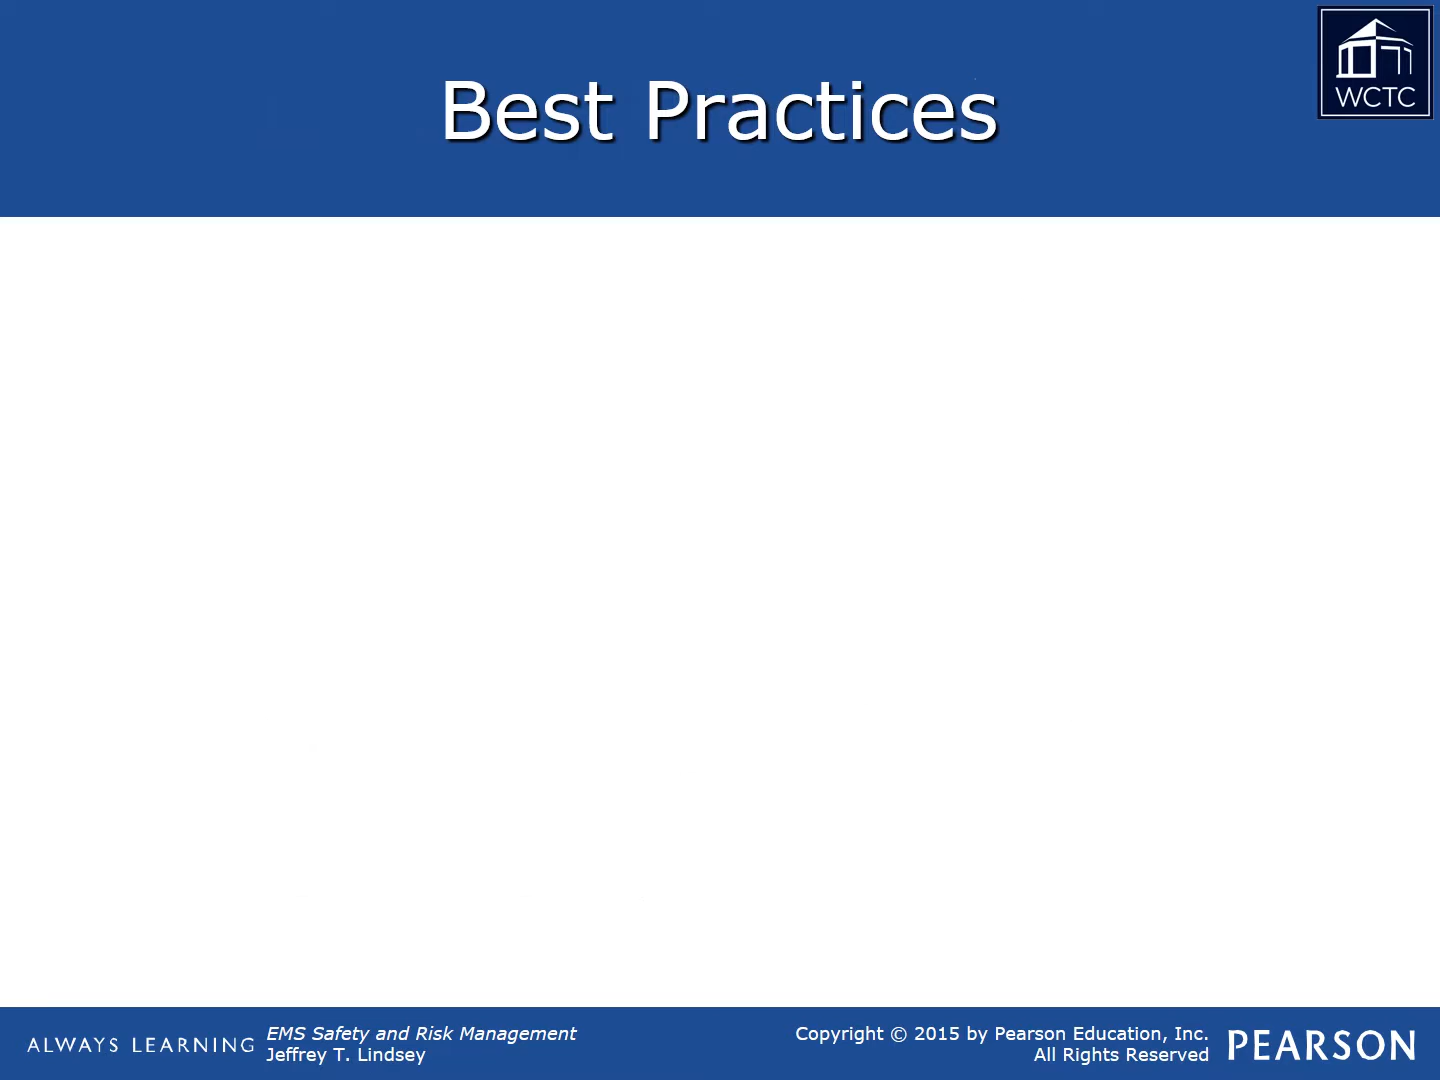 WCTC
Best Practices
ALWAYS LEARNING
EMS Safety and Risk Management
Jeffrey T. Lindsey
Copyright © 2015 by Pearson Education, Inc.
All Rights Reserved
PEARSON